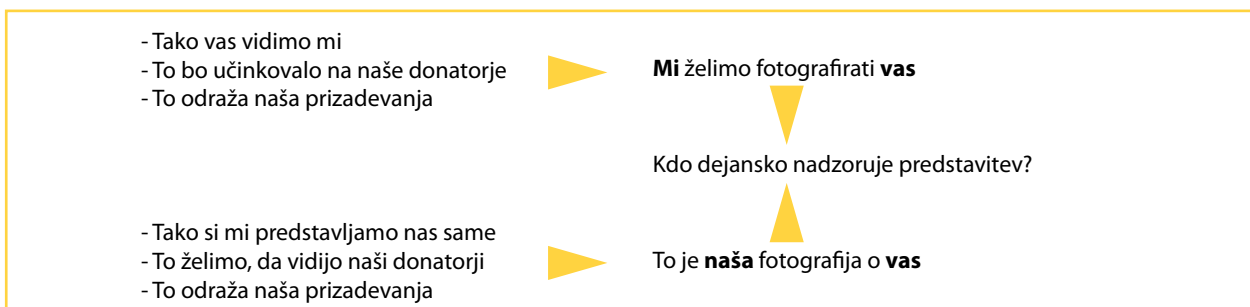 - Tako vas vidimo mi
- To bo učinkovalo na naše donatorje
- To odraža naša prizadevanja
Mi želimo fotografirati vas
Kdo dejansko nadzoruje predstavitev?
- Tako si mi predstavljamo nas same
- To želimo, da vidijo naši donatorji
- To odraža naša prizadevanja
To je naša fotografija o vas